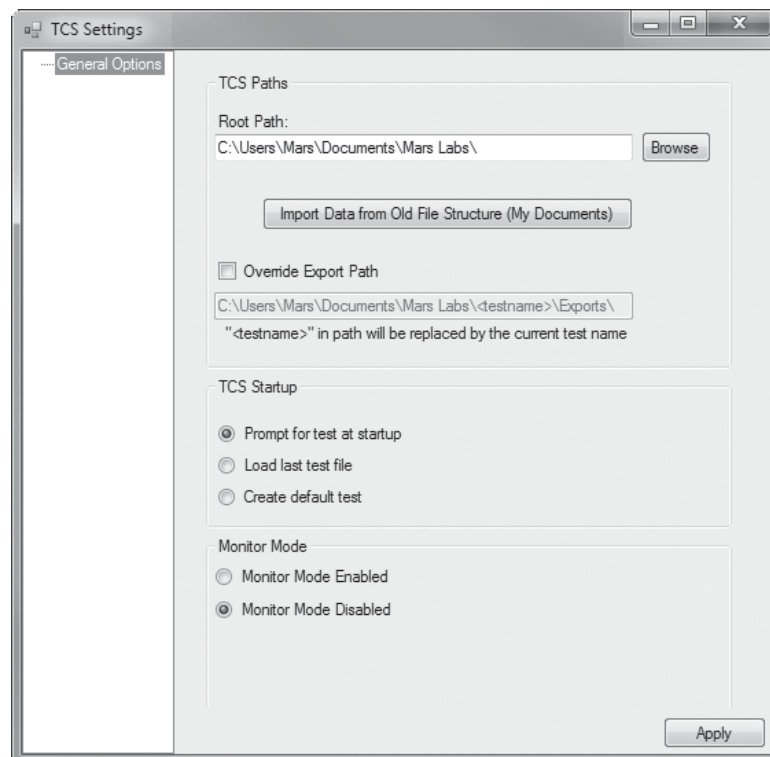 TCS Settings
General Options
TCS Paths
Root Path:
C:\Users\Mars\Documents\Mars Labs\
Browse
Import Data from Old File Structure (My Documents)
Override Export Path
C:\Users\Mars\Documents\Mars Labs\<testname>\Exports\
"<testname>" in path will be replaced by the current test name
TCS Startup
Prompt for test at startup
Load last test file
Create default test
Monitor Mode
Monitor Mode Enabled
Monitor Mode Disabled
Apply